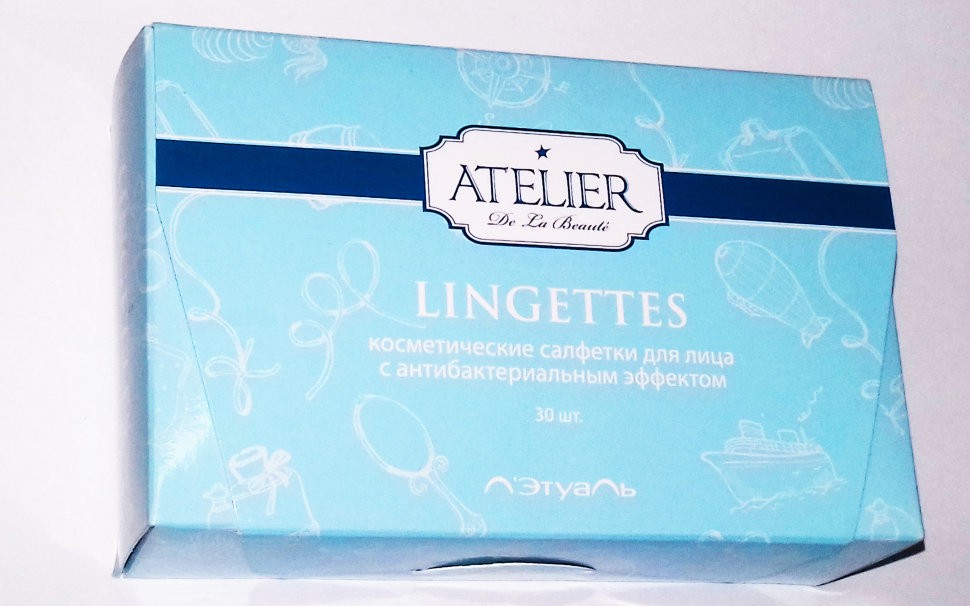 ATELIER
De La Beauté
LINGETTES
косметические салфетки для лица
с антибактериальным эффектом
30 шт.
Л'Этуаль